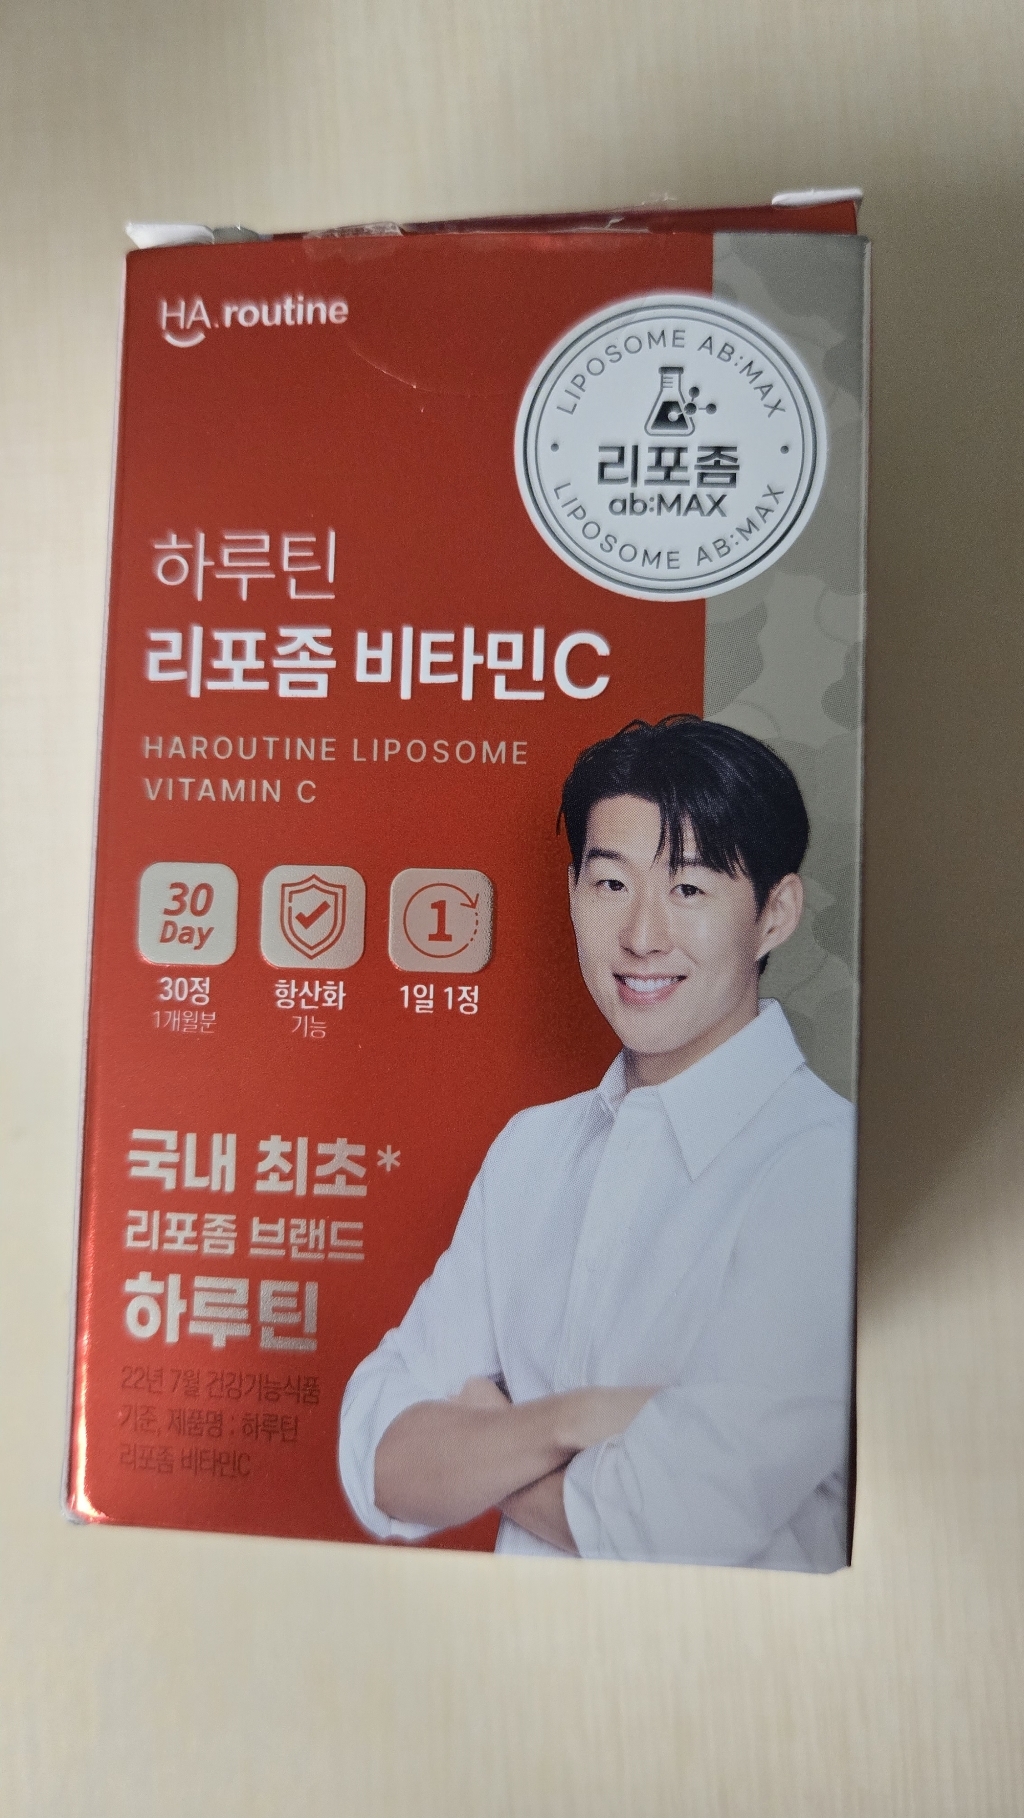 HA.routine
LIPOSOME AB:MAX
리포좀
ab:MAX
LIPOSOME AB:MAX
하루틴
리포좀 비타민C
HAROUTINE LIPOSOME
VITAMIN C
30
Day
1
30정
항산화
1일 1정
1개월분
기능
국내 최초*
리포좀 브랜드
하루틴
22년 7월 건강기능식품
기준, 제품명 : 하루틴
리포좀 비타민C